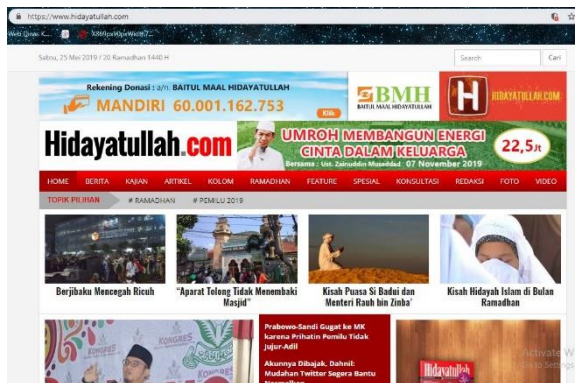 https://www.hidayatullah.com
Sabtu, 25 Mei 2019 / 20 Ramadhan 1440 H
Search
Cari
Rekening Donasi : a/n. BAITUL MAAL HIDAYATULLAH
MANDIRI 60.001.162.753
Klik
BMH
BAITUL MAAL HIDAYATULLAH
HIDAYATULLAH.COM
Hidayatullah.com
UMROH MEMBANGUN ENERGI
CINTA DALAM KELUARGA
Bersama : Ust. Zainuddin Musaddad : 07 November 2019
22,5Jt
HOME BERITA KAJIAN ARTIKEL KOLOM RAMADHAN FEATURE SPESIAL KONSULTASI REDAKSI FOTO VIDEO
TOPIK PILIHAN # RAMADHAN # PEMILU 2019
Berjibaku Mencegah Ricuh
"Aparat Tolong Tidak Menembaki
Masjid"
Kisah Puasa Si Badui dan
Menteri Rauh bin Zinba'
Kisah Hidayah Islam di Bulan
Ramadhan
KONGRES
KONGRES
Prabowo-Sandi Gugat ke MK
karena Prihatin Pemilu Tidak
Jujur-Adil
Akunnya Dibajak, Dahnil:
Mudahan Twitter Segera Bantu
Hidayatullah
Activate W
Go to Settings